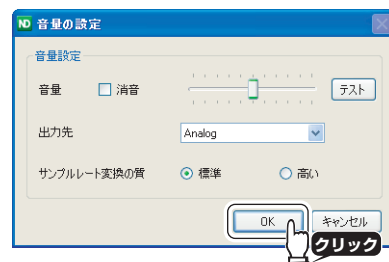 ND 音量の設定
音量設定
音量 消音 テスト
出力先 Analog
サンプルレート変換の質 標準 高い
OK キャンセル
クリック